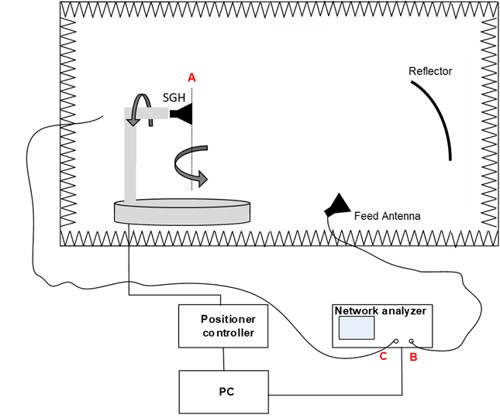 A
SGH
Reflector
Feed Antenna
Positioner
controller
Network analyzer
C
B
PC